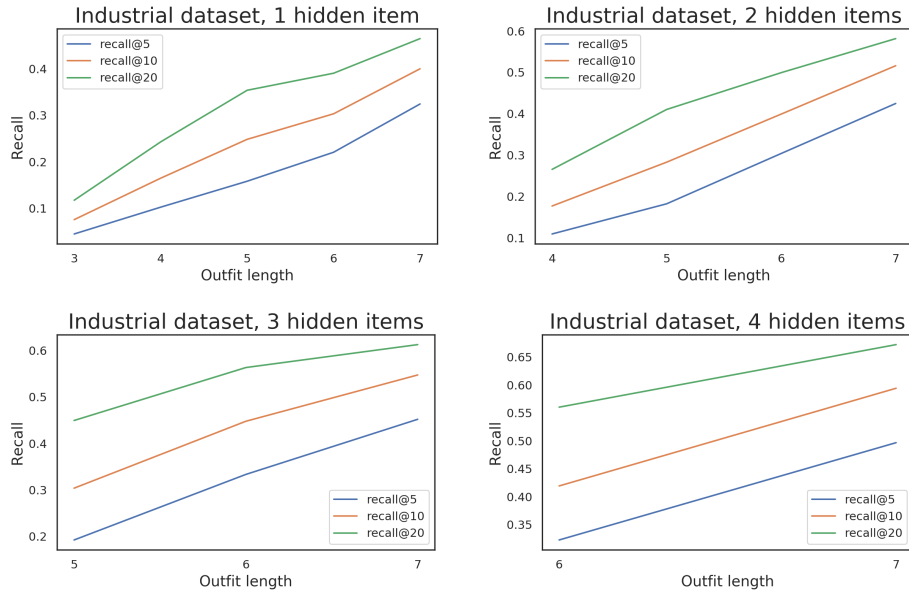 Industrial dataset, 1 hidden item
recall@5
recall@10
recall@20
0.4
0.3
0.2
0.1
Recall
3 4 5 6 7
Outfit length
Industrial dataset, 2 hidden items
recall@5
recall@10
recall@20
0.6
0.5
0.4
0.3
0.2
0.1
Recall
4 5 6 7
Outfit length
Industrial dataset, 3 hidden items
0.6
0.5
0.4
0.3
0.2
Recall
recall@5
recall@10
recall@20
5 6 7
Outfit length
Industrial dataset, 4 hidden items
0.65
0.60
0.55
0.50
0.45
0.40
0.35
Recall
recall@5
recall@10
recall@20
6 7
Outfit length